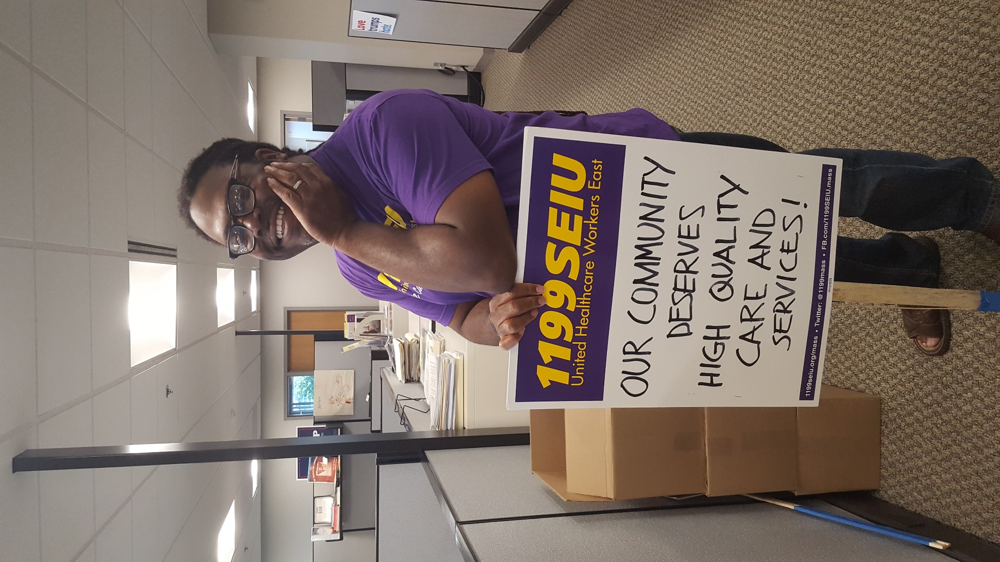 1199SEIU
United Healthcare Workers East
OUR COMMUNITY
DESERVES
HIGH QUALITY
CARE AND
SERVICES!
1199seiu.org/mass • Twitter: @1199mass • FB.com/1199SEIU.mass
Love
trumps
hate.
BAM